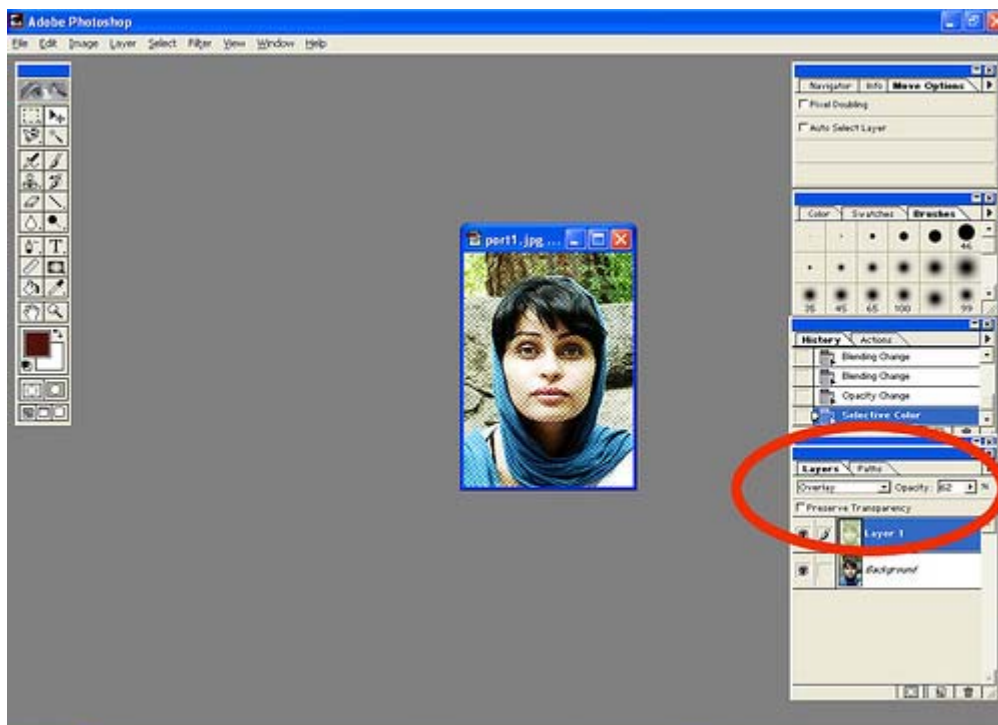 Adobe Photoshop
File Edit Image Layer Select Filter View Window Help
Navigator Info Move Options
Pixel Doubling
Auto Select Layer
Color Swatches Brushes
46
35 45 65 100 99
port1.jpg ...
History Actions
Blending Change
Blending Change
Opacity Change
Selective Color
Layers Paths
Overlay Opacity: 62 %
Preserve Transparency
Layer 1
Background